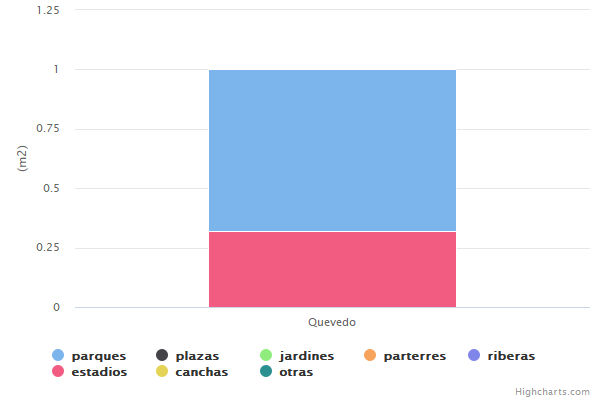 1.25
1
0.75
0.5
0.25
0
(m2)
Quevedo
parques plazas jardines parterres riberas
estadios canchas otras
Highcharts.com